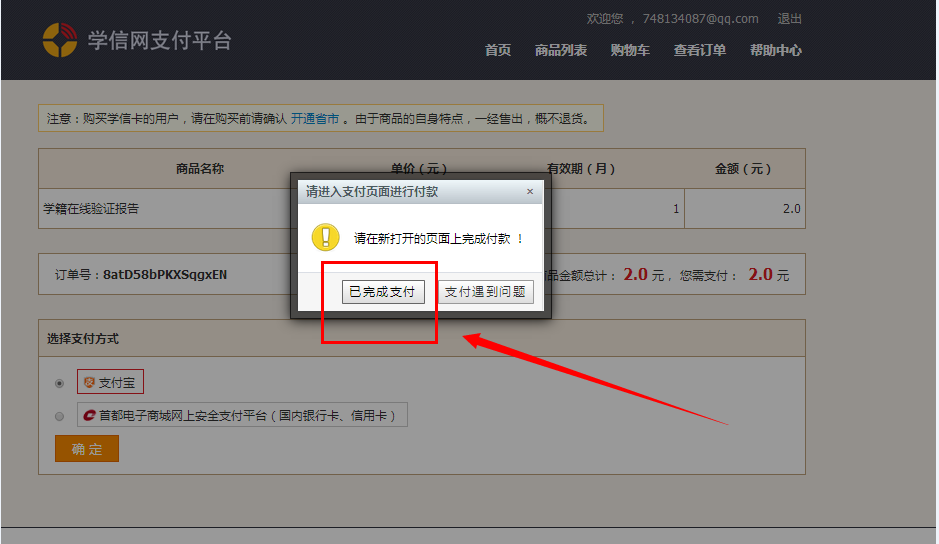 欢迎您 ， 748134087@qq.com 退出
学信网支付平台
首页 商品列表 购物车 查看订单 帮助中心
注意：购买学信卡的用户，请在购买前请确认 开通省市 。由于商品的自身特点，一经售出，概不退货。
商品名称 单价（元） 有效期（月） 金额（元）
学籍在线验证报告 1 2.0
请进入支付页面进行付款 ×
请在新打开的页面上完成付款 ！
已完成支付 支付遇到问题
订单号：8atD58bPKXSqgxEN 品金额总计： 2.0 元， 您需支付： 2.0 元
选择支付方式
支付宝
首都电子商城网上安全支付平台（国内银行卡、信用卡）
确 定